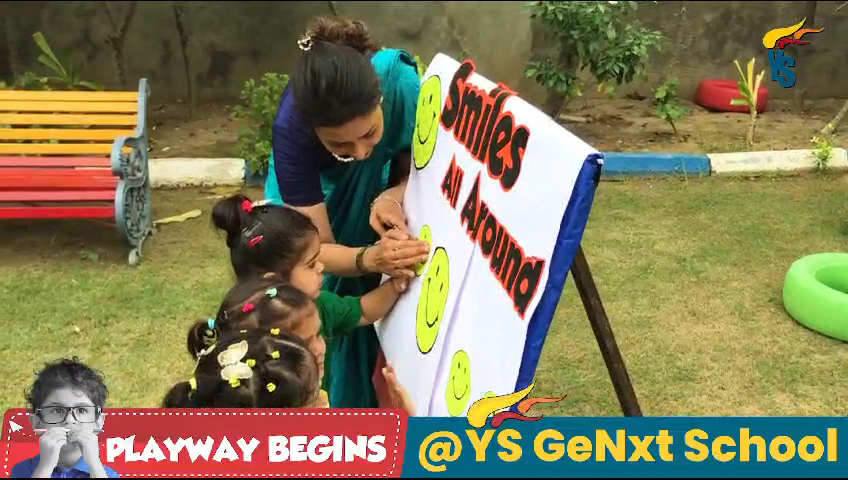 YS
Smiles
All Around
PLAYWAY BEGINS
@YS GeNXt School